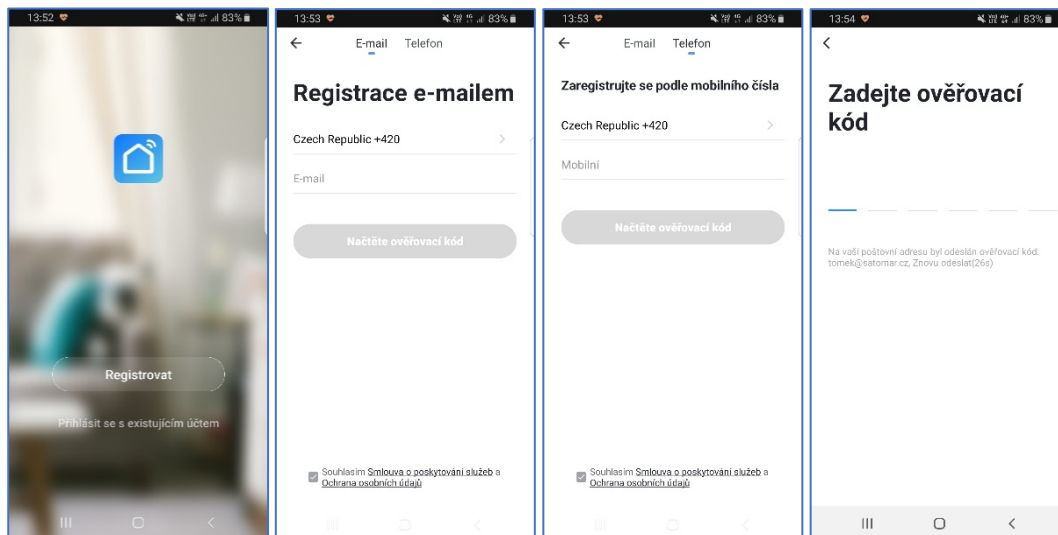 13:52
83%
Registrovat
Přihlásit se s existujícím účtem
13:53
83%
E-mail Telefon
Registrace e-mailem
Czech Republic +420
E-mail
Načtěte ověřovací kód
Souhlasím Smlouva o poskytování služeb a
Ochrana osobních údajů
13:53
83%
E-mail Telefon
Zaregistrujte se podle mobilního čísla
Czech Republic +420
Mobilní
Načtěte ověřovací kód
Souhlasím Smlouva o poskytování služeb a
Ochrana osobních údajů
13:54
83%
Zadejte ověřovací
kód
Na vaši poštovní adresu byl odeslán ověřovací kód:
tomek@satomar.cz, Znovu odeslat(26s)